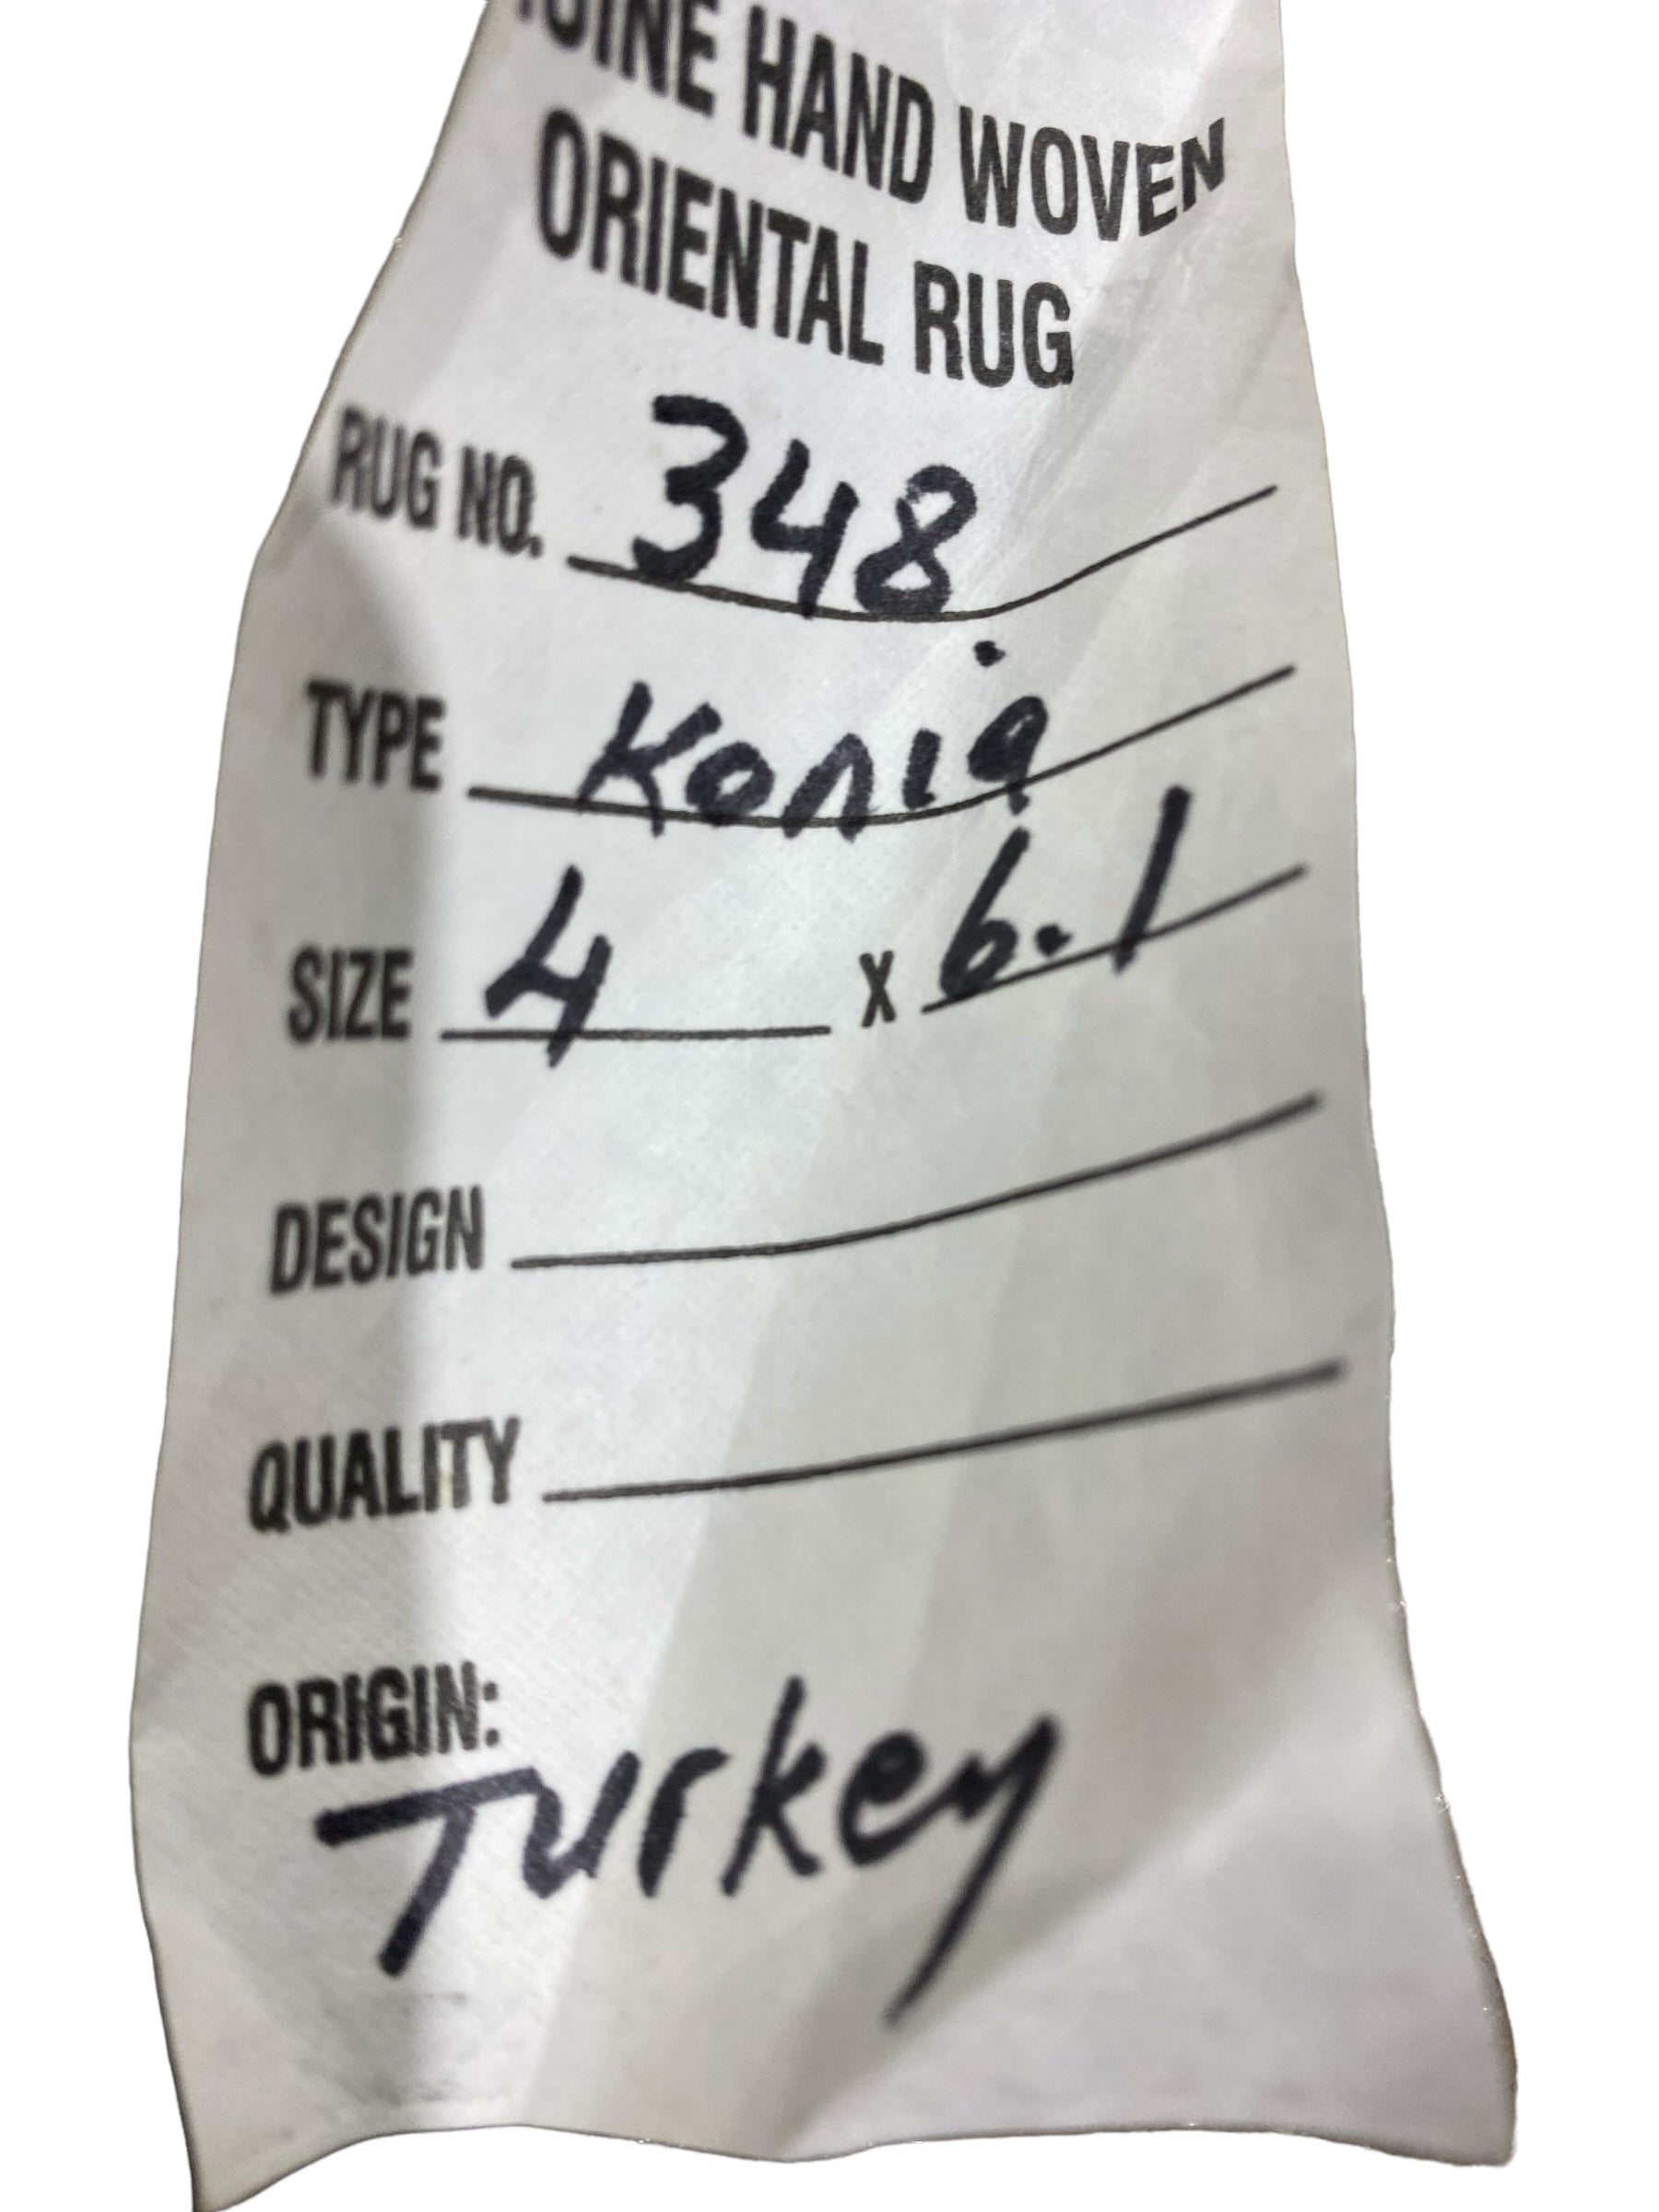 HAND WOVEN
ORIENTAL RUG
RUG NO. 348
TYPE Konia
SIZE 4 x 6.1
DESIGN
QUALITY
ORIGIN:
Turkey